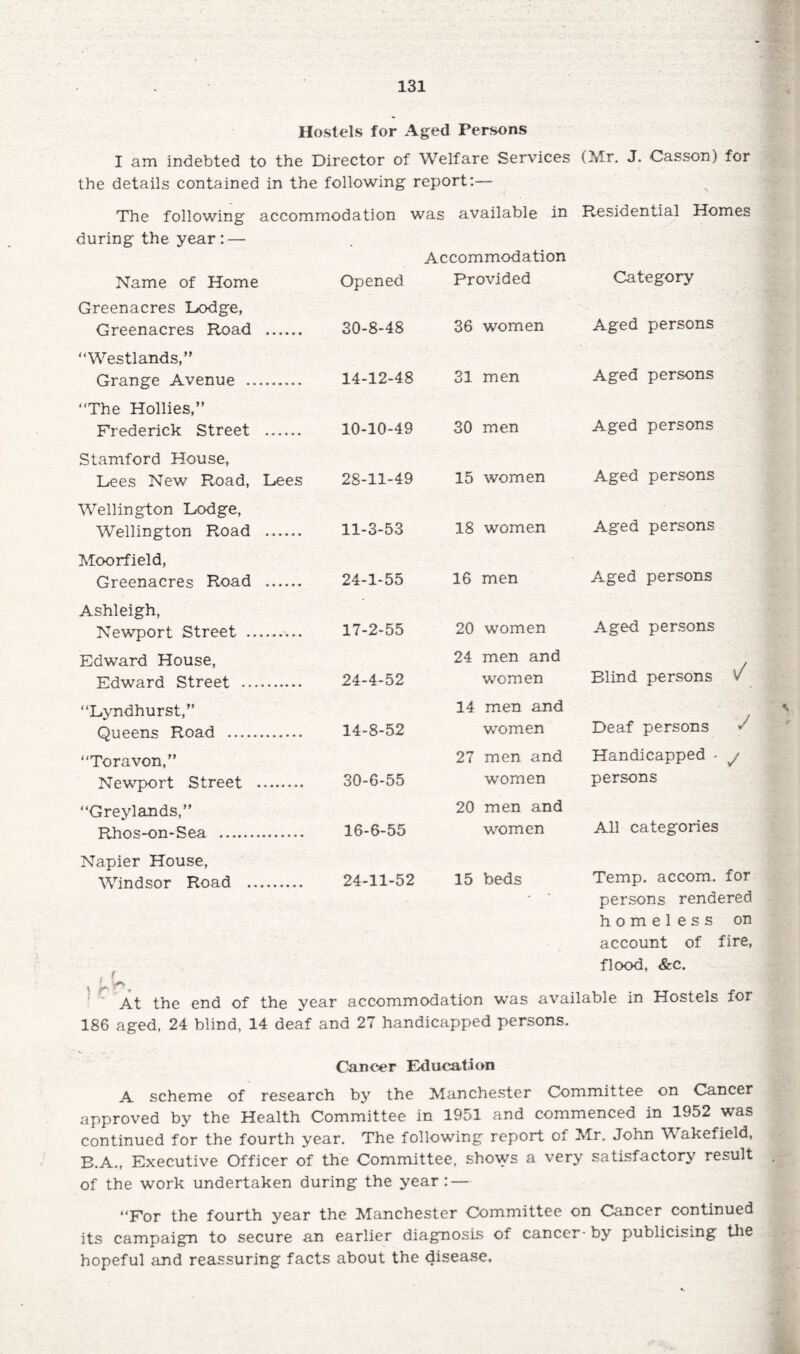 131
Hostels for Aged Persons
I am indebted to the Director of Welfare Services (Mr. J. Casson) for
the details contained in the following report:—
The following accommodation was available in Residential Homes
during the year:—
Accommodation
Name of Home Opened Provided Category
Greenacres Lodge,
Greenacres Road ...... 30-8-48 36 women Aged persons
“Westlands,”
Grange Avenue ......... 14-12-48 31 men Aged persons
“The Hollies,”
Frederick Street ...... 10-10-49 30 men Aged persons
Stamford House,
Lees New Road, Lees 28-11-49 15 women Aged persons
Wellington Lodge,
Wellington Road ...... 11-3-53 18 women Aged persons
Moorfield,
Greenacres Road ...... 24-1-55 16 men Aged persons
Ashleigh,
Newport Street ......... 17-2-55 20 women Aged persons
Edward House, 24 men and
Edward Street .......... 24-4-52 women Blind persons ✓
“Lyndhurst,” 14 men and
Queens Road ............ 14-8-52 women Deaf persons ✓
“Toravon,” 27 men and Handicapped ✓
Newport Street ........ 30-6-55 women persons
“Greylands,” 20 men and
Rhos-on-Sea .............. 16-6-55 women All categories
Napier House,
Windsor Road ......... 24-11-52 15 beds Temp. accom. for
persons rendered
homeless on
account of fire,
flood, &c.
At the end of the year accommodation was available in Hostels for
186 aged, 24 blind, 14 deaf and 27 handicapped persons.
Cancer Education
A scheme of research by the Manchester Committee on Cancer
approved by the Health Committee in 1951 and commenced in 1952 was
continued for the fourth year. The following report of Mr. John Wakefield,
B.A., Executive Officer of the Committee, shows a very satisfactory result
of the work undertaken during the year:—
“For the fourth year the Manchester Committee on Cancer continued
its campaign to secure an earlier diagnosis of cancer by publicising the
hopeful and reassuring facts about the disease.